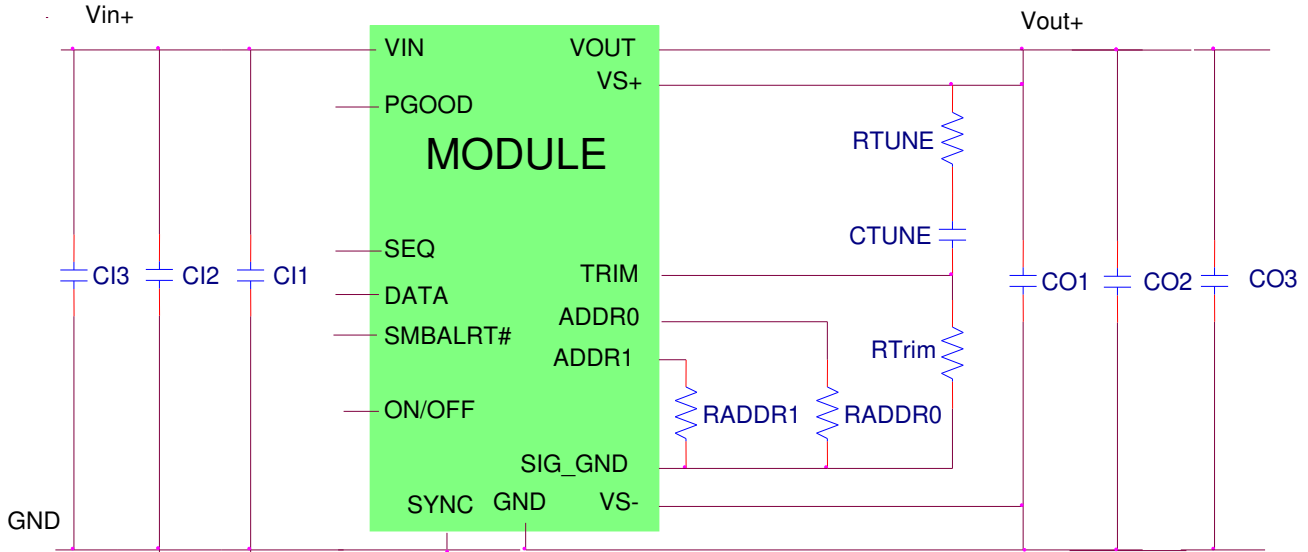 Vin+
Vout+
VIN
VOUT
VS+
PGOOD
MODULE
RTUNE
CTUNE
SEQ
TRIM
CI3
CI2
CI1
DATA
CO1
CO2
CO3
ADDR0
SMBALRT#
ADDR1
RTrim
ON/OFF
RADDR1
RADDR0
SIG_GND
SYNC
GND
VS-
GND